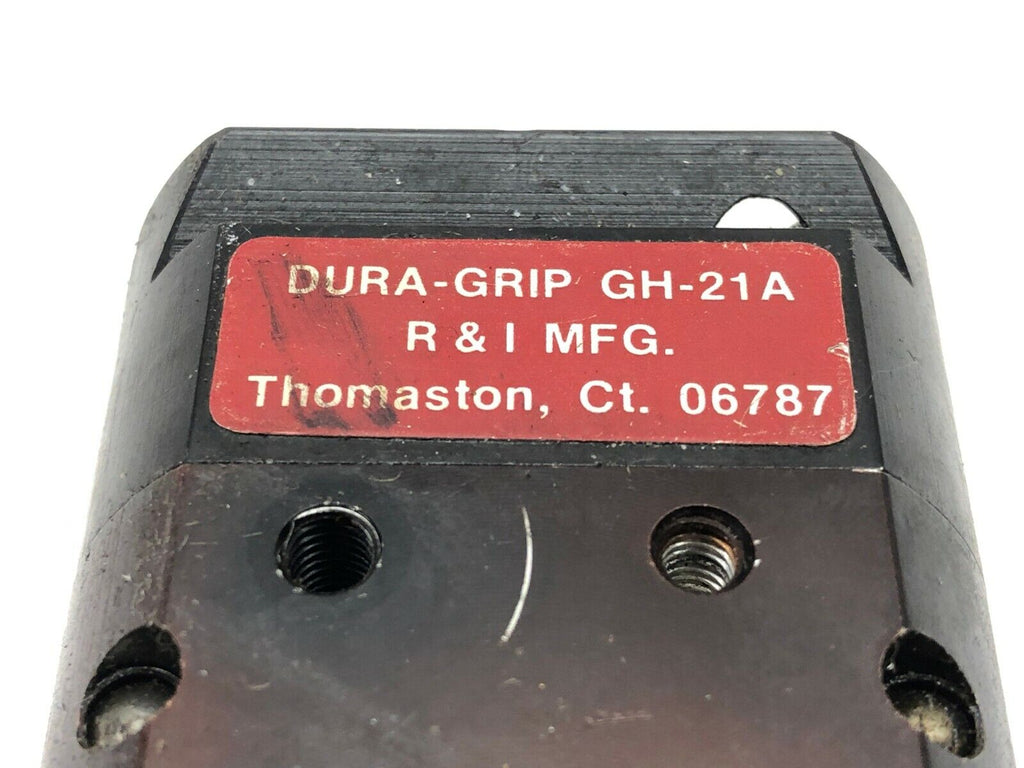 DURA-GRIP GH-21A
R & I MFG.
Thomaston, Ct. 06787